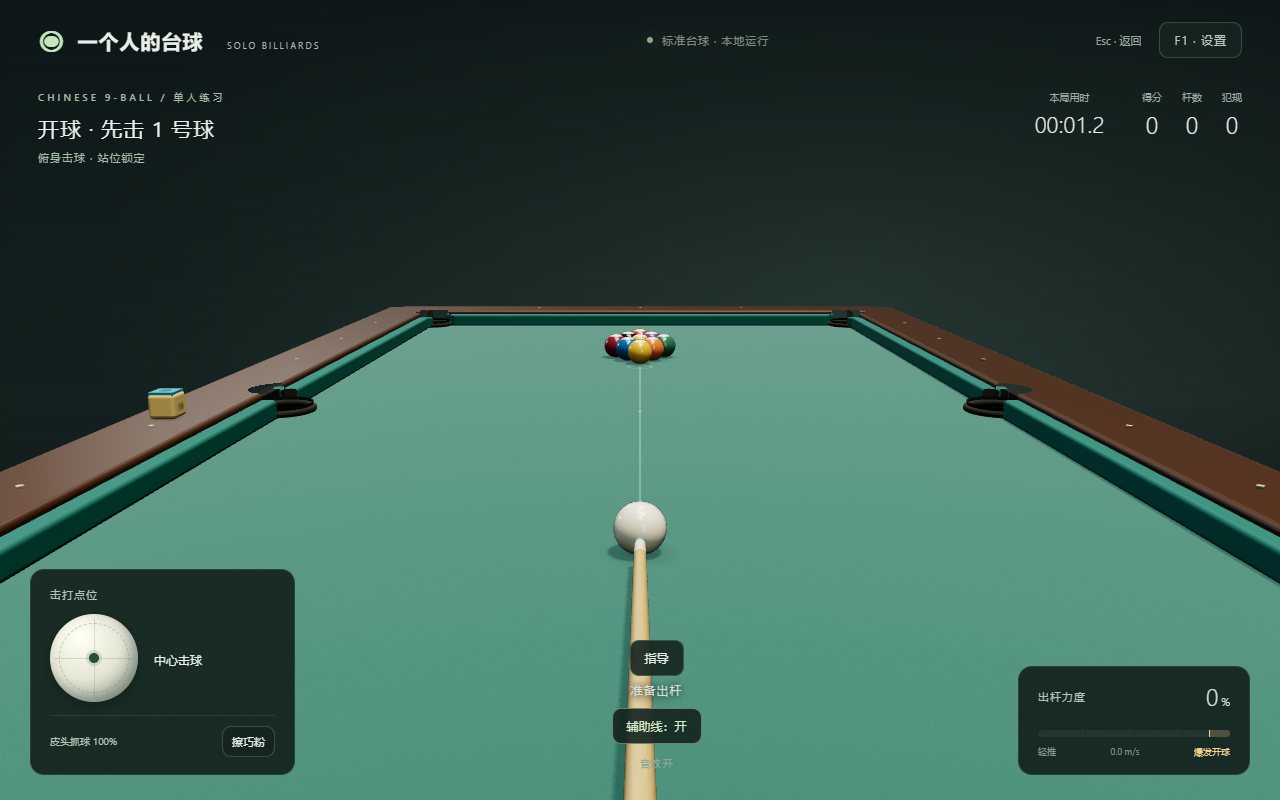 一个人的台球 SOLO BILLIARDS
标准台球 · 本地运行
Esc · 返回
F1 · 设置
CHINESE 9-BALL / 单人练习
开球 · 先击 1 号球
俯身击球 · 站位锁定
本局用时 得分 杆数 犯规
00:01.2 0 0 0
击打点位
中心击球
皮头抓球 100%
擦巧粉
指导
准备出杆
辅助线：开
音效开
出杆力度 0 %
轻推 0.0 m/s 爆发开球